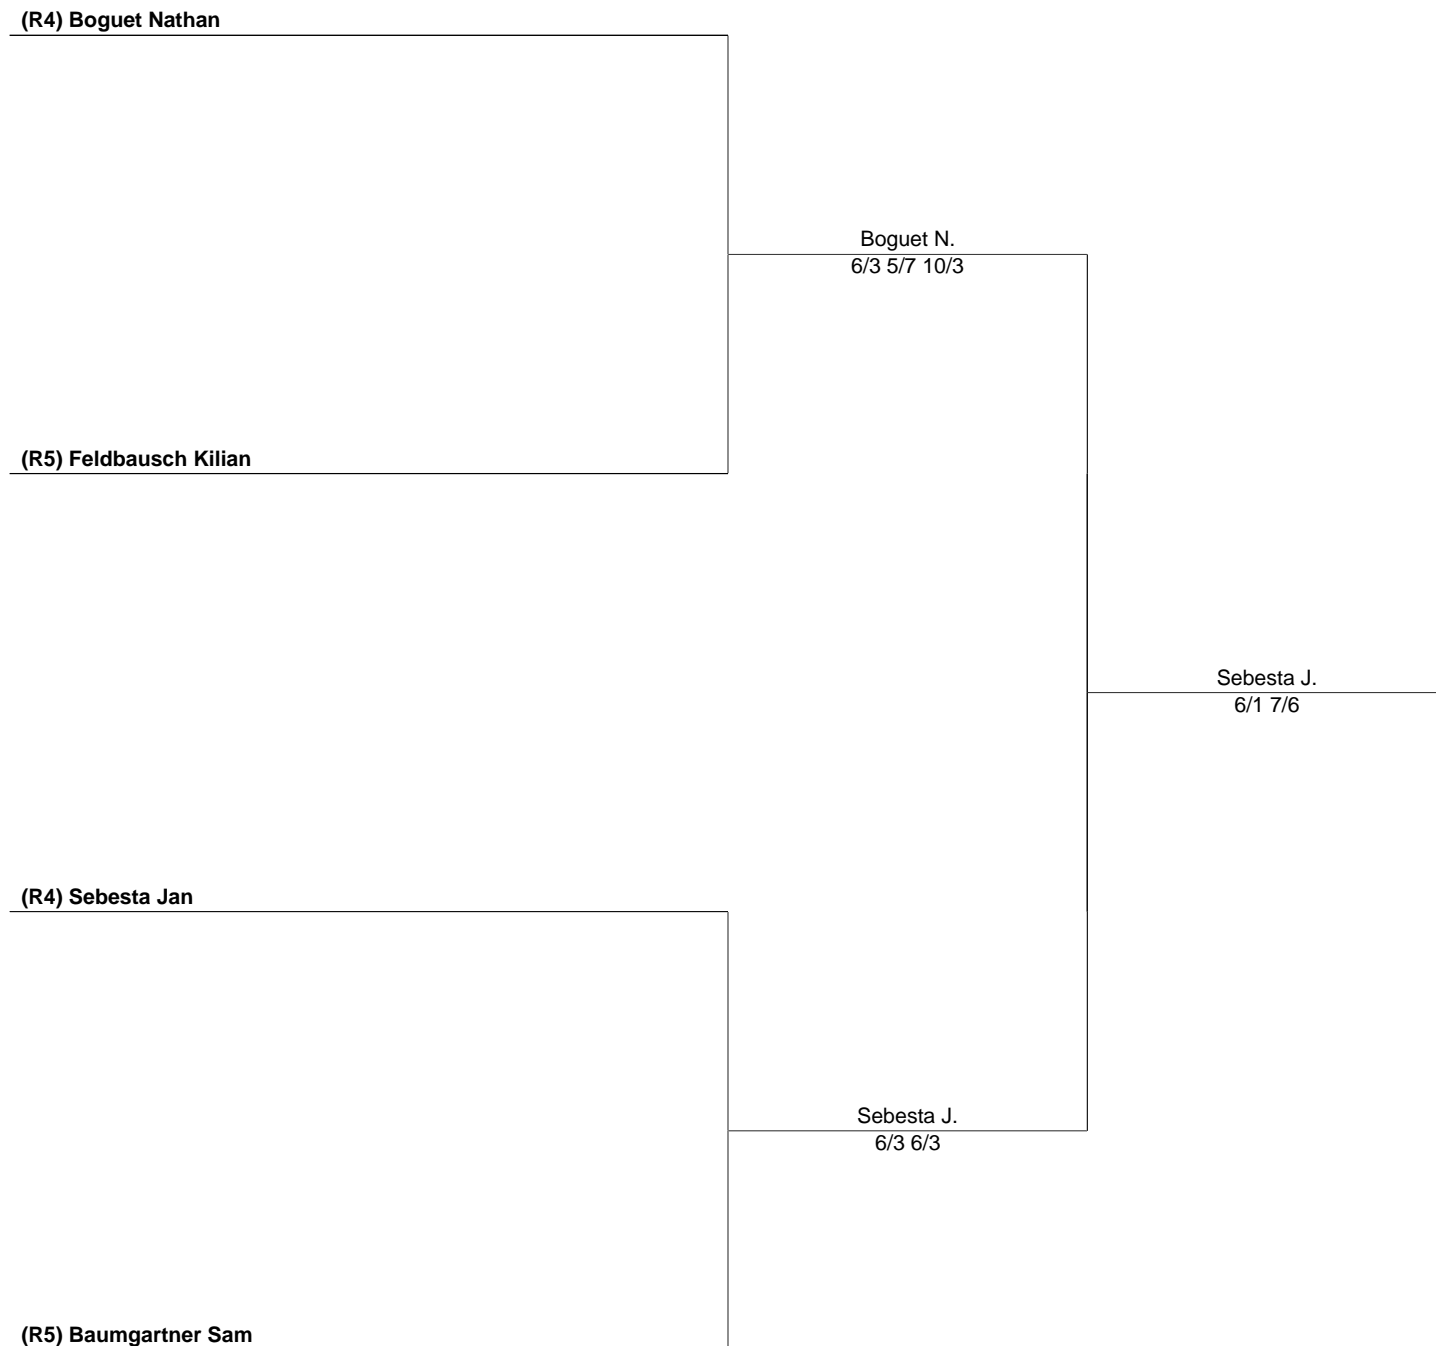 (R4) Boguet Nathan
Boguet N.
6/3 5/7 10/3
(R5) Feldbausch Kilian
Sebesta J.
6/1 7/6
(R4) Sebesta Jan
Sebesta J.
6/3 6/3
(R5) Baumgartner Sam